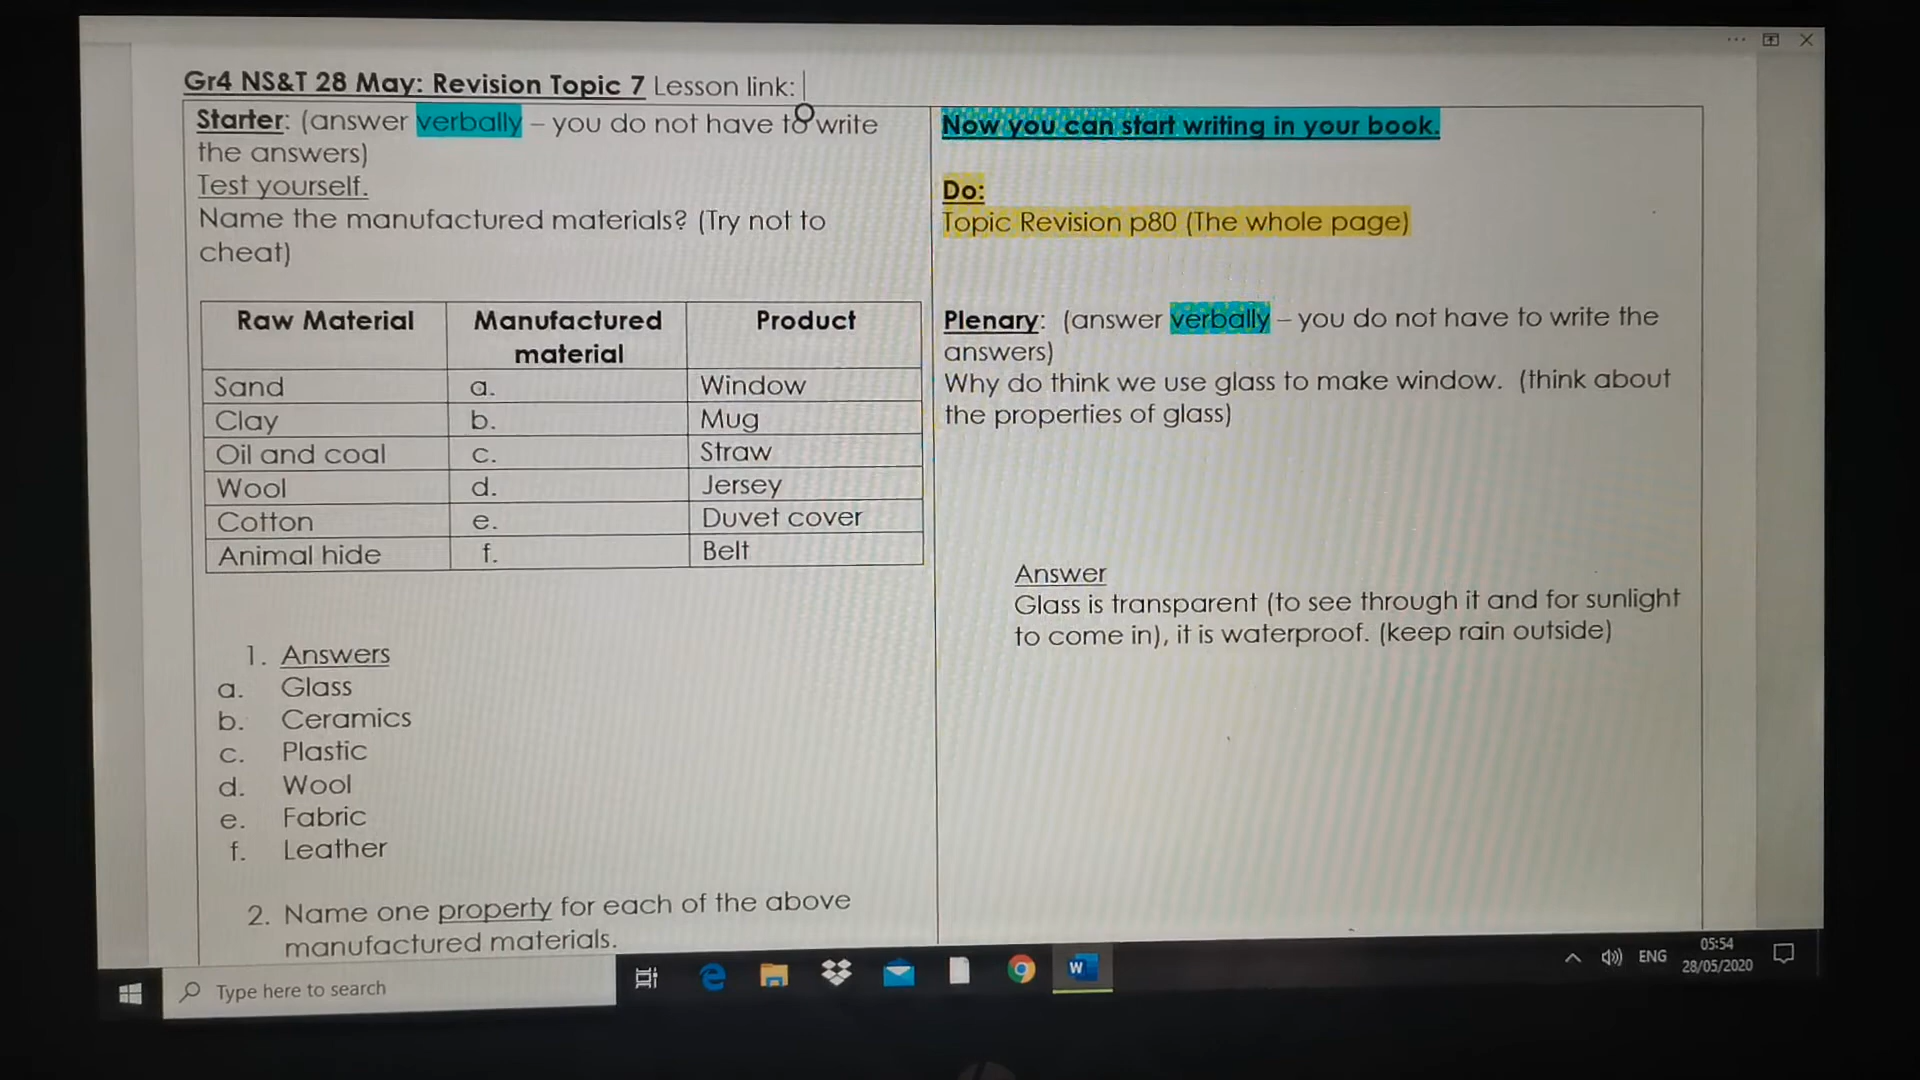 Gr4 NS&T 28 May: Revision Topic 7 Lesson link:
Starter: (answer verbally – you do not have to write
the answers)
Test yourself.
Name the manufactured materials? (Try not to
cheat)
Raw Material Manufactured material Product
Sand a. Window
Clay b. Mug
Oil and coal c. Straw
Wool d. Jersey
Cotton e. Duvet cover
Animal hide f. Belt
1. Answers
a. Glass
b. Ceramics
c. Plastic
d. Wool
e. Fabric
f. Leather
2. Name one property for each of the above
manufactured materials.
Now you can start writing in your book.
Do:
Topic Revision p80 (The whole page)
Plenary: (answer verbally – you do not have to write the
answers)
Why do think we use glass to make window. (think about
the properties of glass)
Answer
Glass is transparent (to see through it and for sunlight
to come in), it is waterproof. (keep rain outside)
Type here to search
W
ENG
05:54
28/05/2020